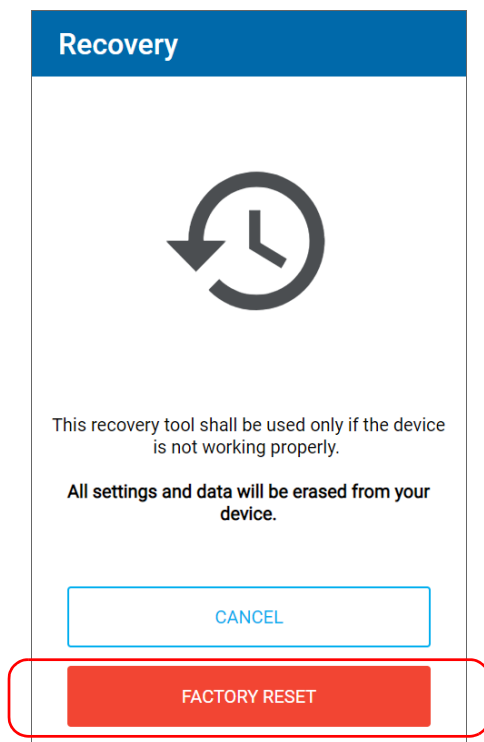 Recovery
This recovery tool shall be used only if the device
is not working properly.
All settings and data will be erased from your
device.
CANCEL
FACTORY RESET